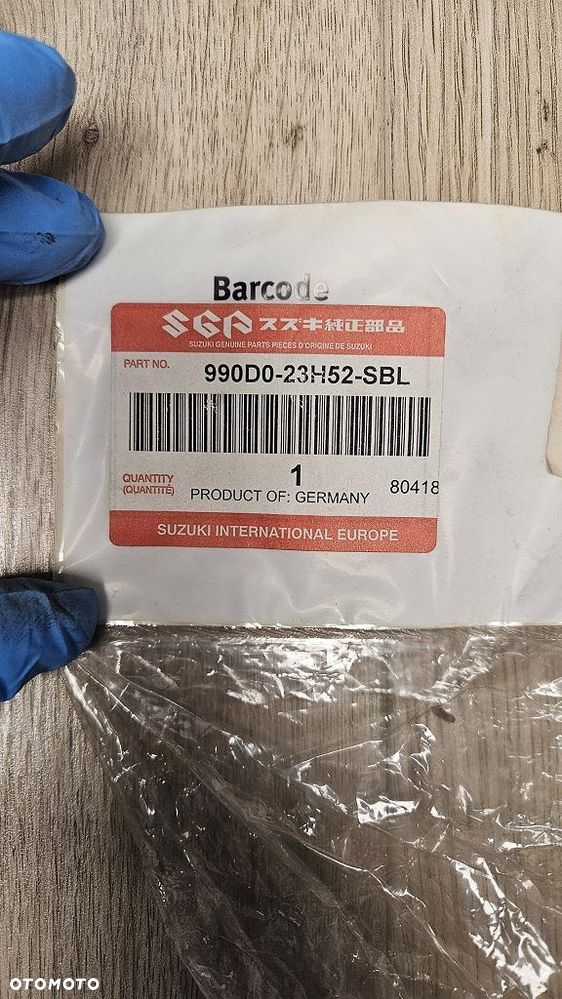 Barcode
SGP スズキ純正部品
SUZUKI GENUINE PARTS PIECES D'ORIGINE DE SUZUKI
PART NO. 990D0-23H52-SBL
QUANTITY
(QUANTITÉ)
1
PRODUCT OF: GERMANY
80418
SUZUKI INTERNATIONAL EUROPE
OTOMOTO